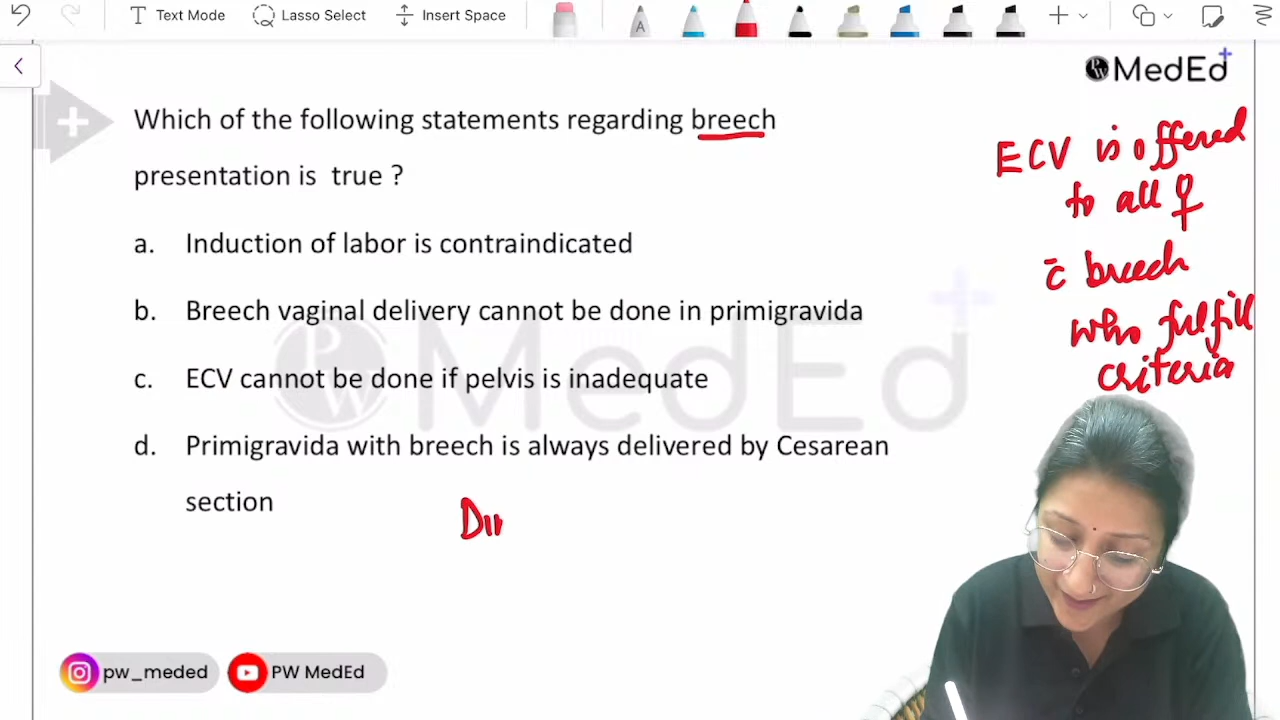 Text Mode
Lasso Select
Insert Space
A
PW MedEd
Which of the following statements regarding breech
presentation is true ?
a. Induction of labor is contraindicated
b. Breech vaginal delivery cannot be done in primigravida
c. ECV cannot be done if pelvis is inadequate
d. Primigravida with breech is always delivered by Cesarean
section
ECV is offered
to all ♀
c̄ breech
who fulfill
criteria
PW MedEd
pw_meded
PW MedEd